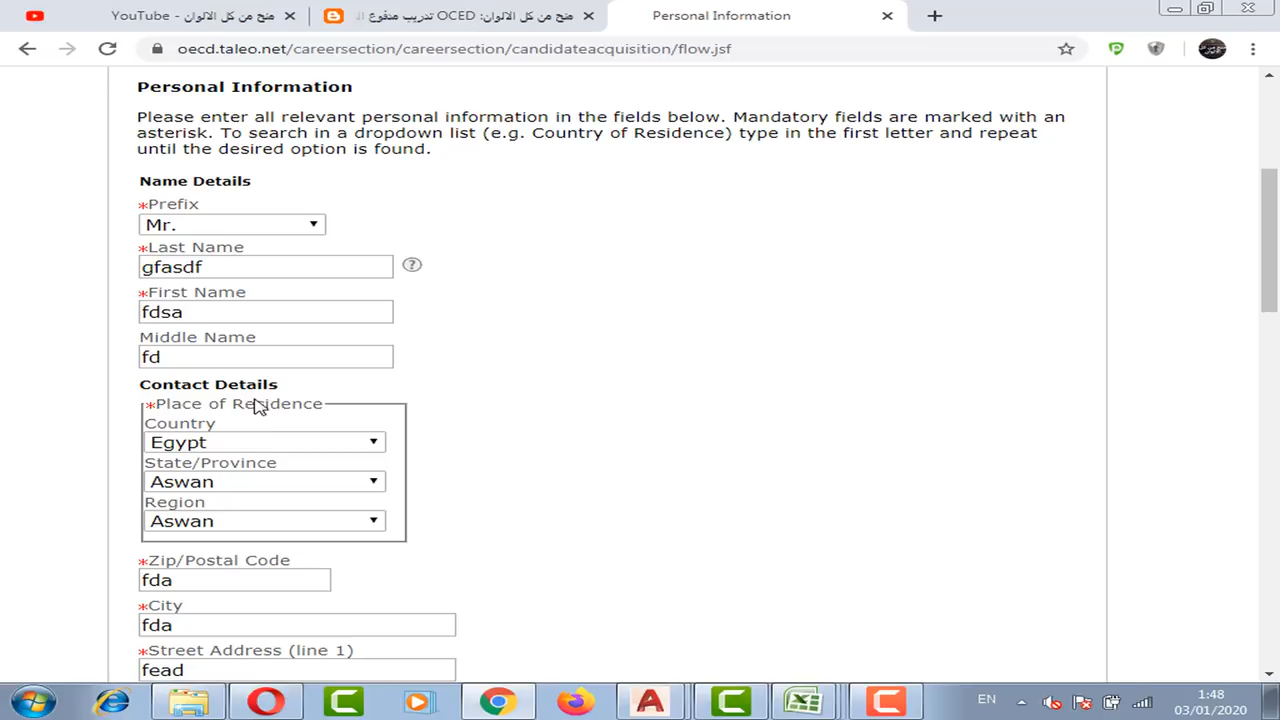 منح من كل الالوان - YouTube
منح من كل الالوان: OCED تدريب مدفوع ال
Personal Information
oecd.taleo.net/careersection/careersection/candidateacquisition/flow.jsf
Personal Information
Please enter all relevant personal information in the fields below. Mandatory fields are marked with an
asterisk. To search in a dropdown list (e.g. Country of Residence) type in the first letter and repeat
until the desired option is found.
Name Details
*Prefix
Mr.
*Last Name
gfasdf
*First Name
fdsa
Middle Name
fd
Contact Details
*Place of Residence
Country
Egypt
State/Province
Aswan
Region
Aswan
*Zip/Postal Code
fda
*City
fda
*Street Address (line 1)
fead
EN
1:48
03/01/2020